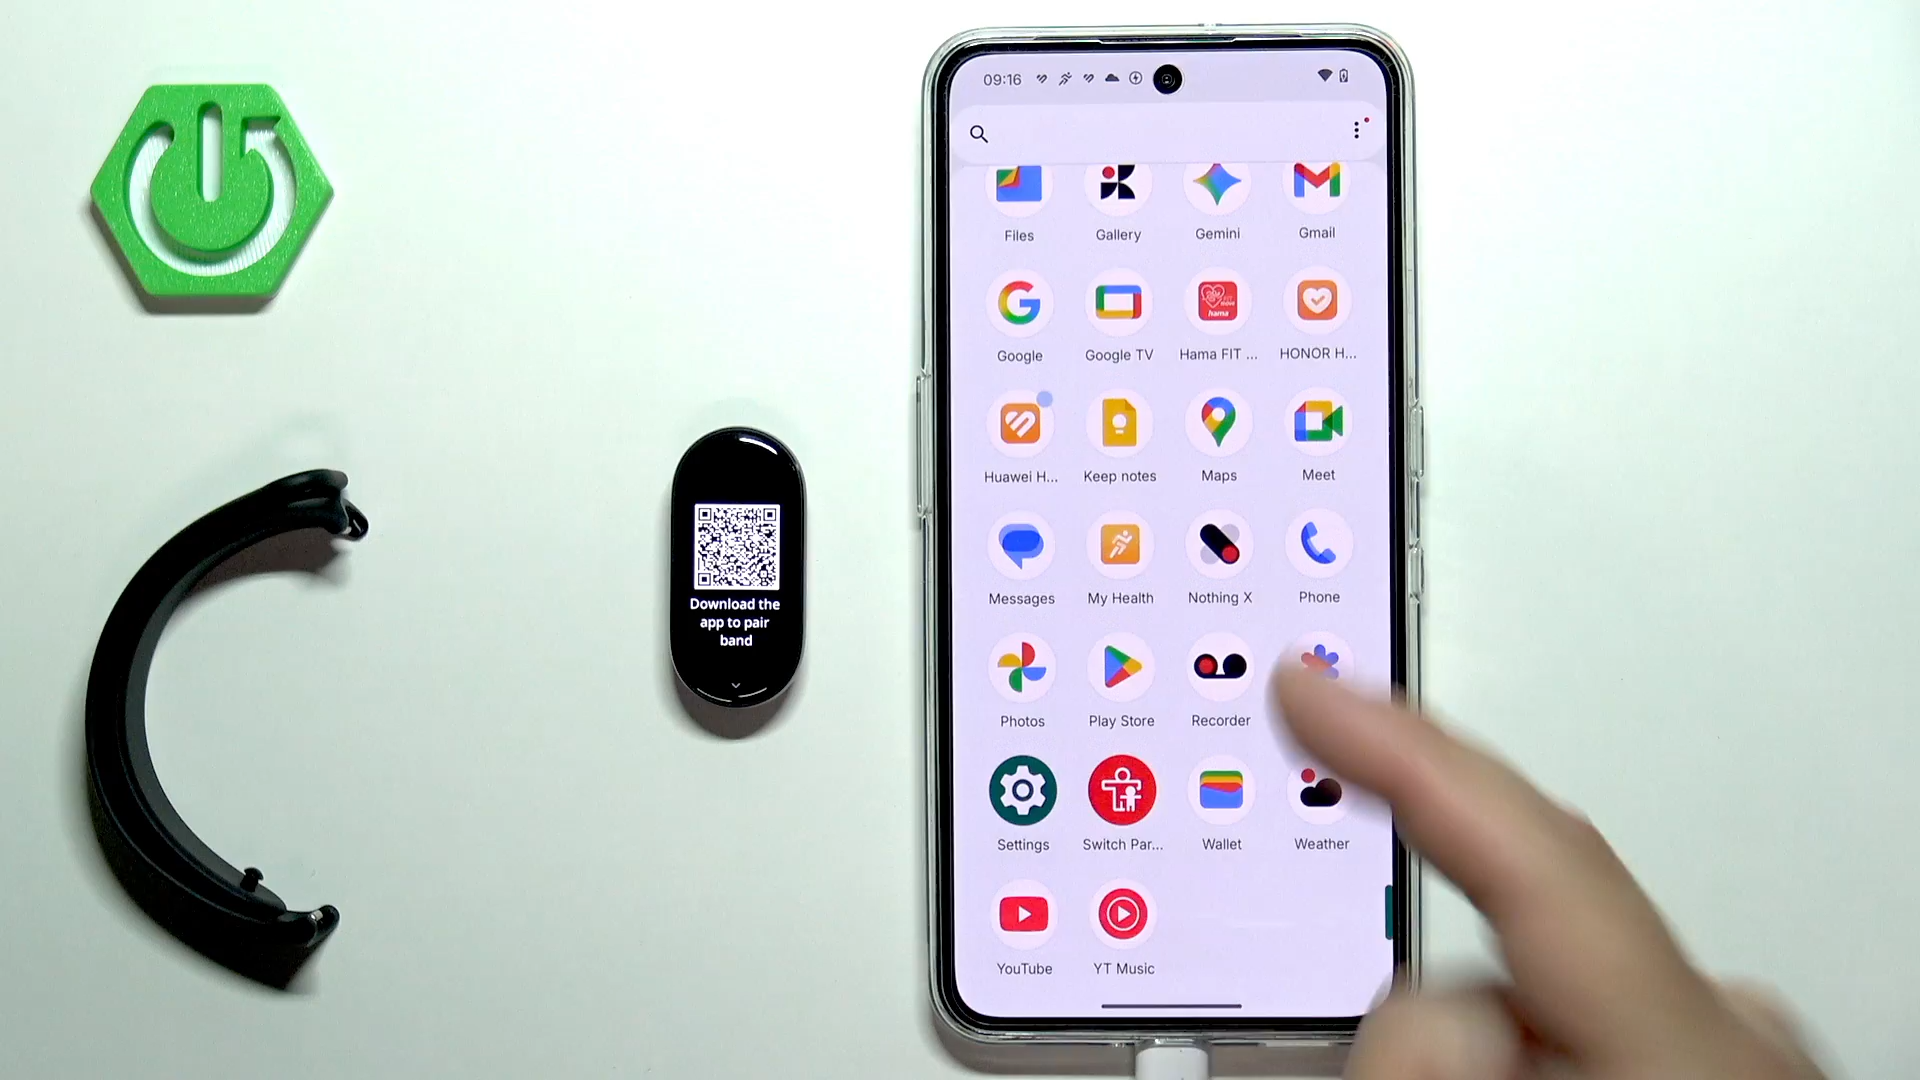 09:16
Files Gallery Gemini Gmail
Google Google TV Hama FIT ... HONOR H...
Huawei H... Keep notes Maps Meet
Messages My Health Nothing X Phone
Photos Play Store Recorder
Settings Switch Par... Wallet Weather
YouTube YT Music
Download the
app to pair
band
hama